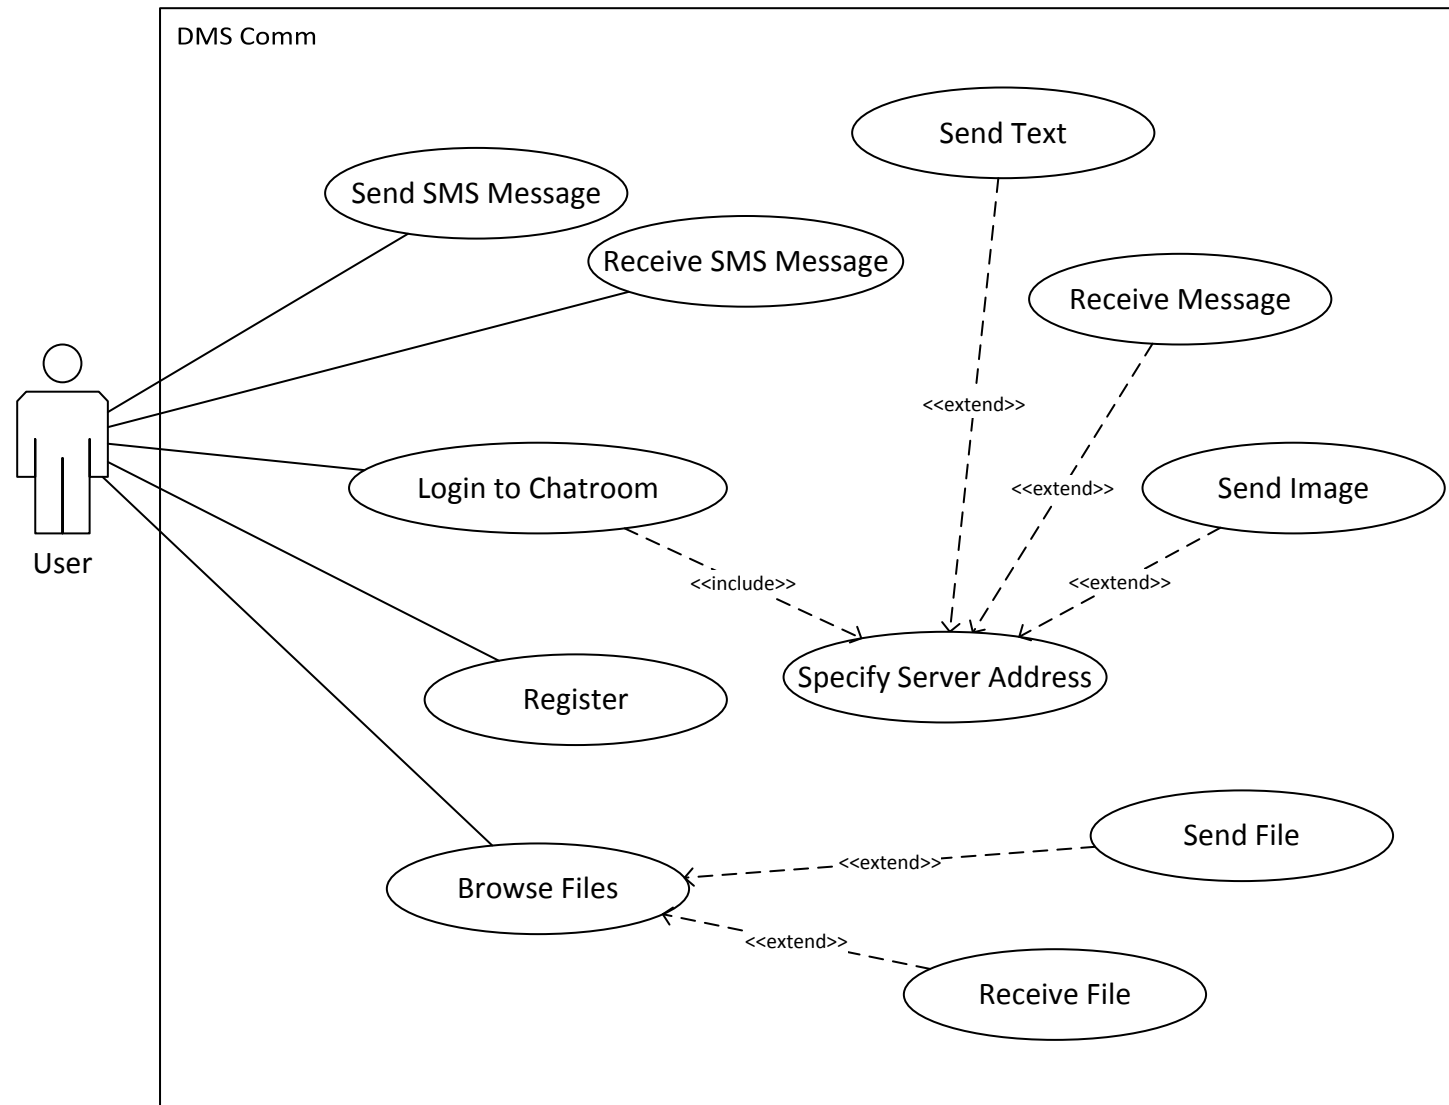 DMS Comm
Send Text
Send SMS Message
Receive SMS Message
Receive Message
<<extend>>
Login to Chatroom
<<extend>>
Send Image
User
<<include>>
<<extend>>
Specify Server Address
Register
Send File
<<extend>>
Browse Files
<<extend>>
Receive File